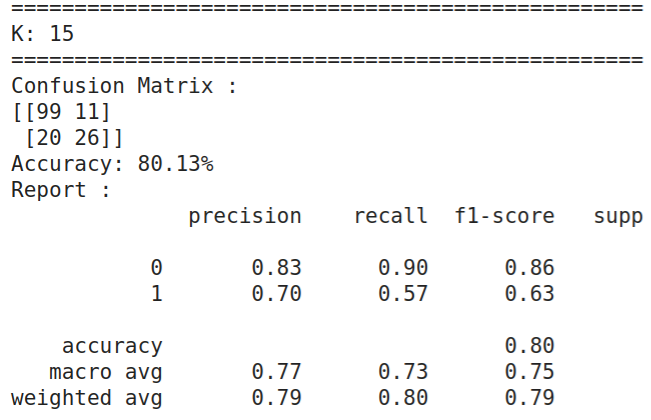 ==================================================
K: 15
==================================================
Confusion Matrix :
[[99 11]
 [20 26]]
Accuracy: 80.13%
Report :
              precision    recall  f1-score   supp
           0       0.83      0.90      0.86
           1       0.70      0.57      0.63
    accuracy                           0.80
   macro avg       0.77      0.73      0.75
weighted avg       0.79      0.80      0.79